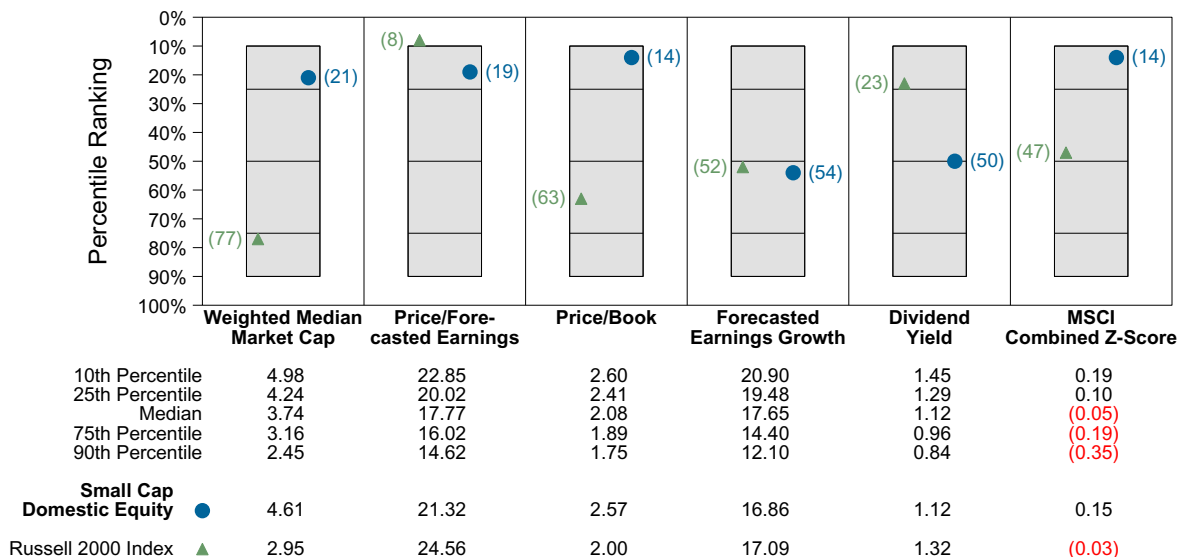 0%
10%
20%
30%
40%
50%
60%
70%
80%
90%
100%
Percentile Ranking
(77)
(21)
(8)
(19)
(63)
(14)
(52)
(54)
(23)
(50)
(47)
(14)
Weighted Median Market Cap
Price/Fore-casted Earnings
Price/Book
Forecasted Earnings Growth
Dividend Yield
MSCI Combined Z-Score
10th Percentile 4.98 22.85 2.60 20.90 1.45 0.19
25th Percentile 4.24 20.02 2.41 19.48 1.29 0.10
Median 3.74 17.77 2.08 17.65 1.12 (0.05)
75th Percentile 3.16 16.02 1.89 14.40 0.96 (0.19)
90th Percentile 2.45 14.62 1.75 12.10 0.84 (0.35)
Small Cap
Domestic Equity 4.61 21.32 2.57 16.86 1.12 0.15
Russell 2000 Index 2.95 24.56 2.00 17.09 1.32 (0.03)